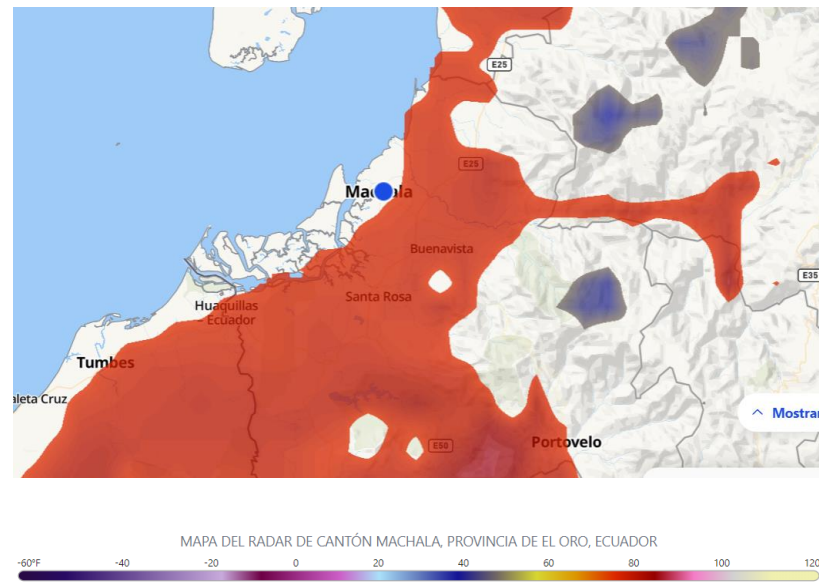 E25
E25
Machala
Buenavista
E35
Santa Rosa
Huaquillas
- Ecuador
Tumbes
aleta Cruz
Mostrar
E50
Portovelo
MAPA DEL RADAR DE CANTÓN MACHALA, PROVINCIA DE EL ORO, ECUADOR
-60°F -40 -20 0 20 40 60 80 100 120